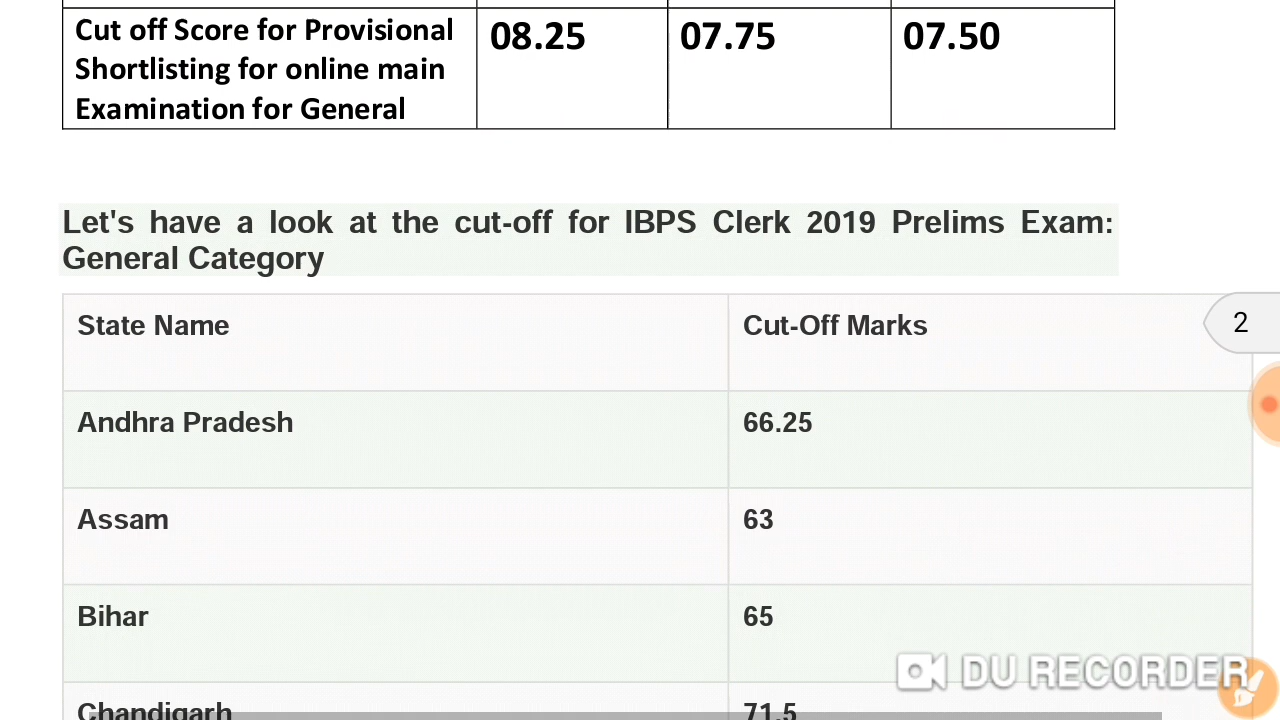 Cut off Score for Provisional 08.25 07.75 07.50
Shortlisting for online main
Examination for General
Let's have a look at the cut-off for IBPS Clerk 2019 Prelims Exam:
General Category
State Name Cut-Off Marks
2
Andhra Pradesh 66.25
Assam 63
Bihar 65
DU RECORDER
Chandigarh 71.5